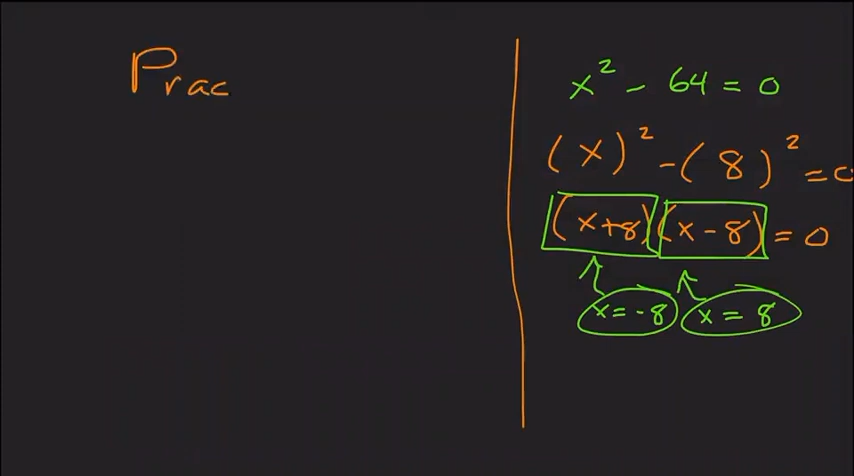 Prac
x² - 64 = 0
(x)² - (8)² = 0
(x+8)(x-8) = 0
x = -8 x = 8